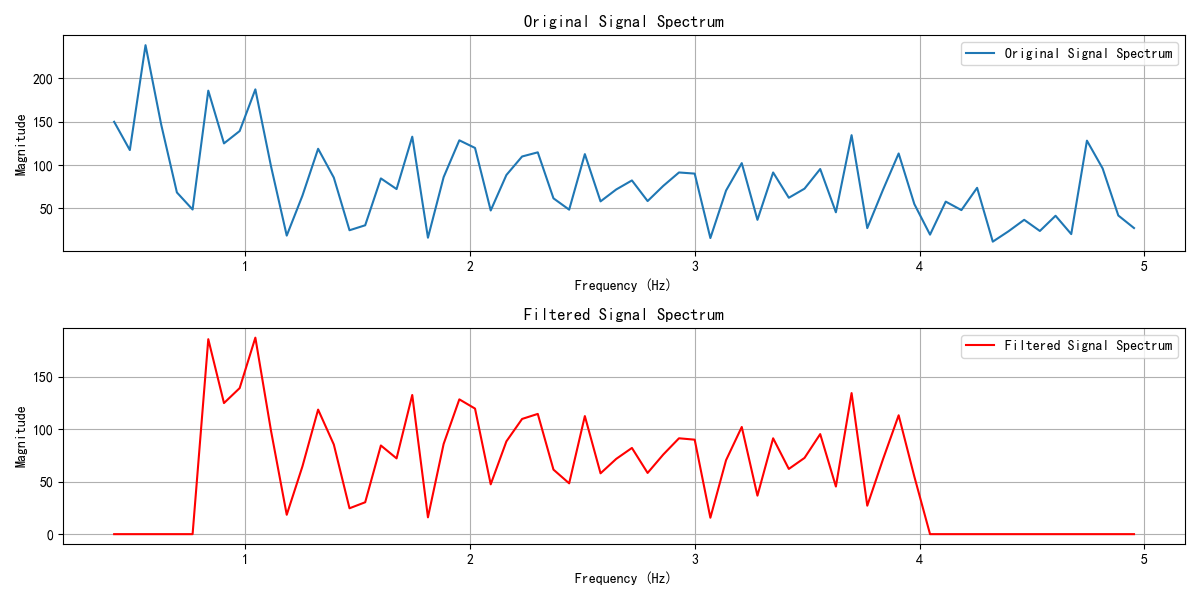 Original Signal Spectrum
Original Signal Spectrum
Magnitude
200
150
100
50
1 2 3 4 5
Frequency (Hz)
Filtered Signal Spectrum
Filtered Signal Spectrum
Magnitude
150
100
50
0
1 2 3 4 5
Frequency (Hz)